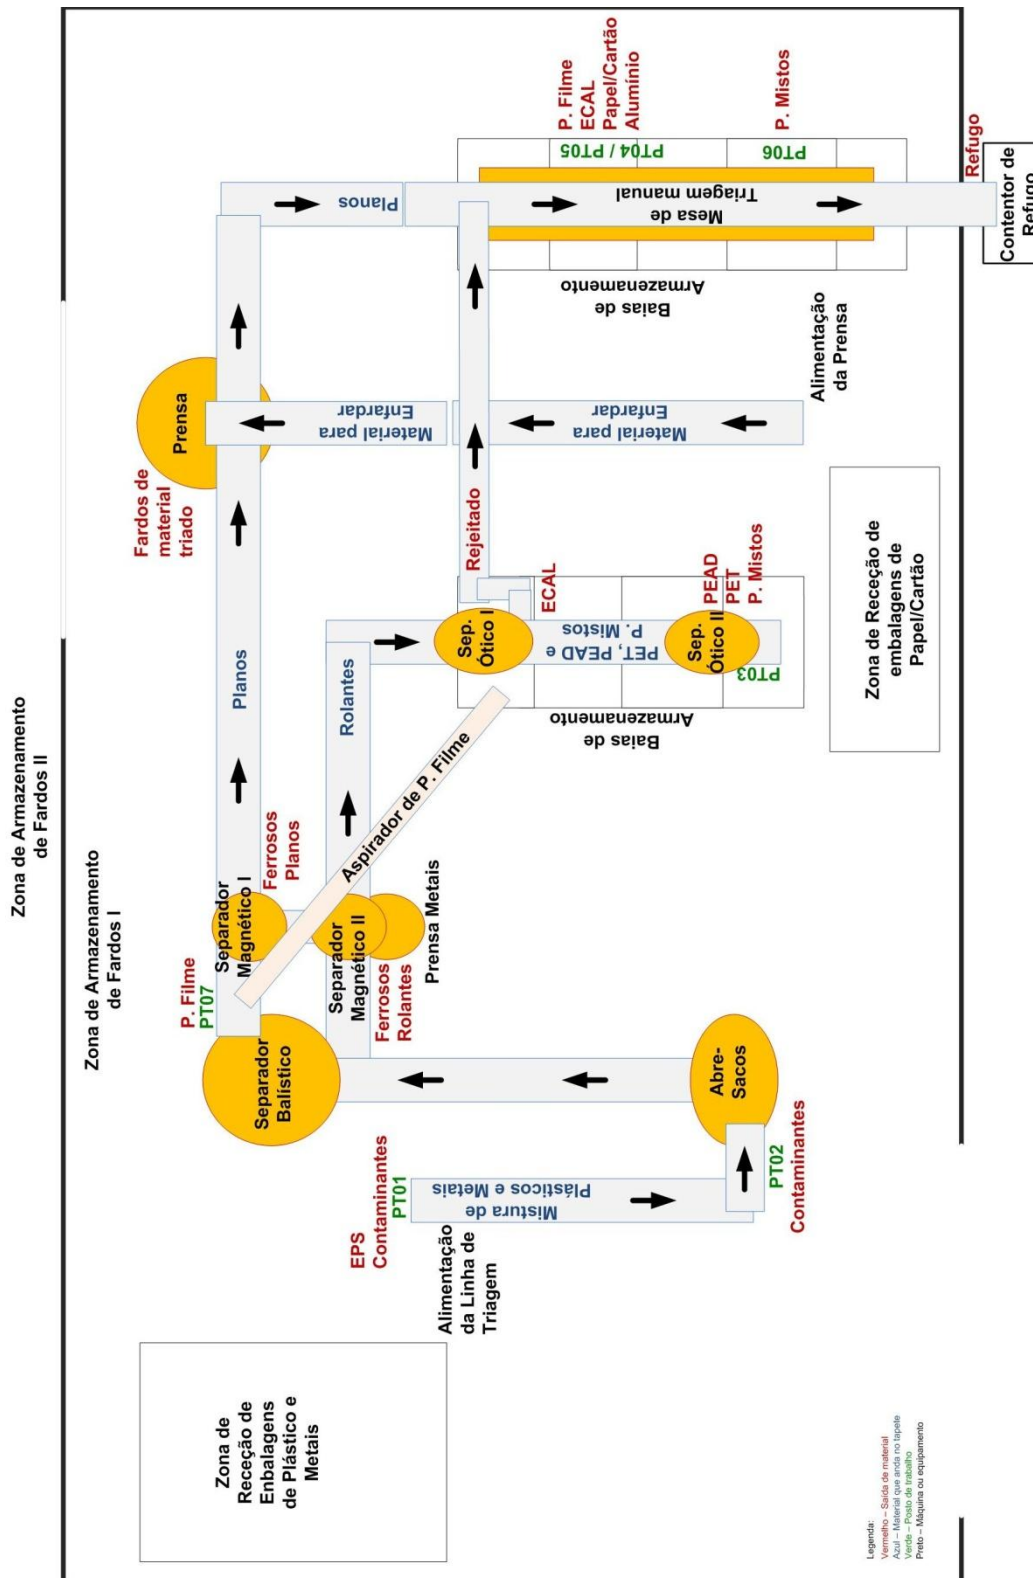 Zona de Armazenamento
de Fardos II
Zona de Armazenamento
de Fardos I
Zona de
Receção de
Enbalagens
de Plástico e
Metais
Alimentação
da Linha de
Triagem
EPS
Contaminantes
PT01
Mistura de
Plásticos e Metais
PT02
Contaminantes
Abre-
Sacos
Separador
Balístico
P. Filme
PT07
Separador
Magnético I
Ferrosos
Planos
Separador
Magnético II
Ferrosos
Rolantes
Prensa Metais
Aspirador de P. Filme
Planos
Rolantes
Fardos de
material
triado
Prensa
Sep.
Ótico I
Rejeitado
ECAL
PET, PEAD e
P. Mistos
Sep.
Ótico II
PEAD
PET
P. Mistos
PT03
Baias de
Armazenamento
Zona de Receção de
embalagens de
Papel/Cartão
Material para
Enfardar
Material para
Enfardar
Alimentação
da Prensa
Planos
Mesa de
Triagem manual
Baias de
Armazenamento
P. Filme
ECAL
Papel/Cartão
Alumínio
PT04 / PT05
P. Mistos
PT06
Refugo
Contentor de
Refugo
Legenda:
Vermelho – Saída de material
Azul – Material que anda no tapete
Verde – Posto de trabalho
Preto – Máquina ou equipamento